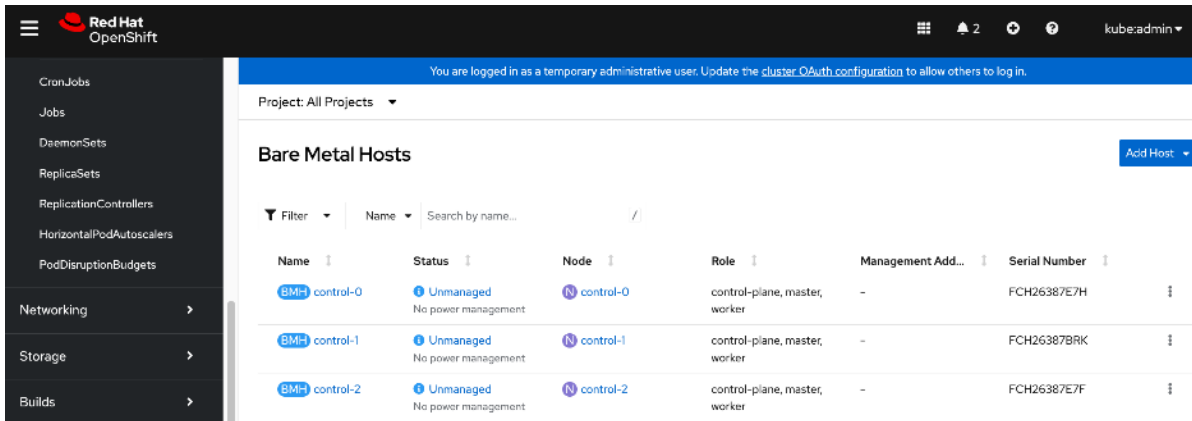 Red Hat
OpenShift
2
kube:admin
CronJobs
Jobs
DaemonSets
ReplicaSets
ReplicationControllers
HorizontalPodAutoscalers
PodDisruptionBudgets
Networking
Storage
Builds
You are logged in as a temporary administrative user. Update the cluster OAuth configuration to allow others to log in.
Project: All Projects
Bare Metal Hosts
Add Host
Filter Name Search by name... /
Name Status Node Role Management Add... Serial Number
BMH control-0 Unmanaged N control-0 control-plane, master, - FCH26387E7H
No power management worker
BMH control-1 Unmanaged N control-1 control-plane, master, - FCH26387BRK
No power management worker
BMH control-2 Unmanaged N control-2 control-plane, master, - FCH26387E7F
No power management worker